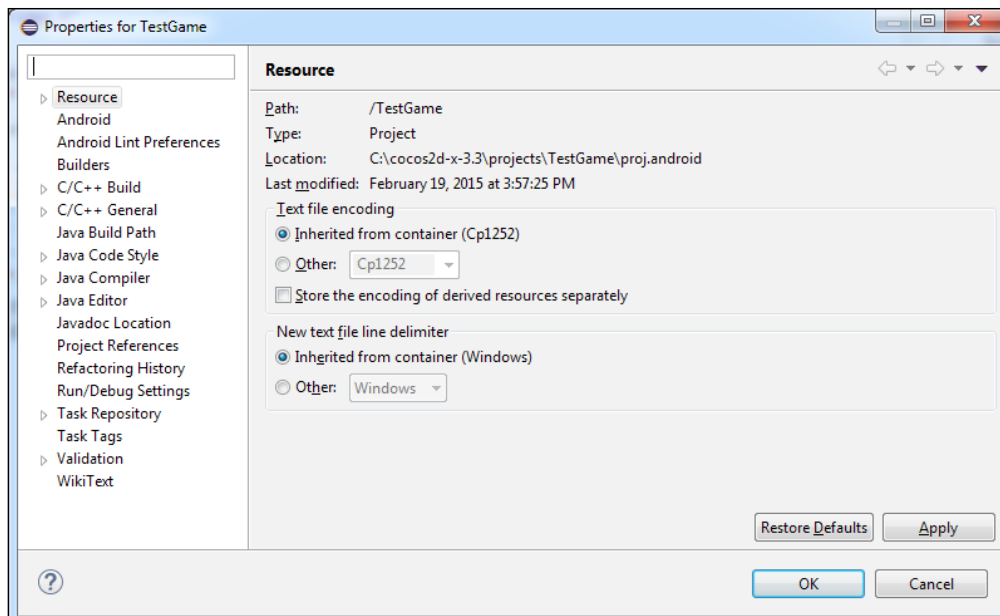 Properties for TestGame
Resource
Android
Android Lint Preferences
Builders
C/C++ Build
C/C++ General
Java Build Path
Java Code Style
Java Compiler
Java Editor
Javadoc Location
Project References
Refactoring History
Run/Debug Settings
Task Repository
Task Tags
Validation
WikiText
Resource
Path: /TestGame
Type: Project
Location: C:\cocos2d-x-3.3\projects\TestGame\proj.android
Last modified: February 19, 2015 at 3:57:25 PM
Text file encoding
Inherited from container (Cp1252)
Other: Cp1252
Store the encoding of derived resources separately
New text file line delimiter
Inherited from container (Windows)
Other: Windows
Restore Defaults Apply
? OK Cancel